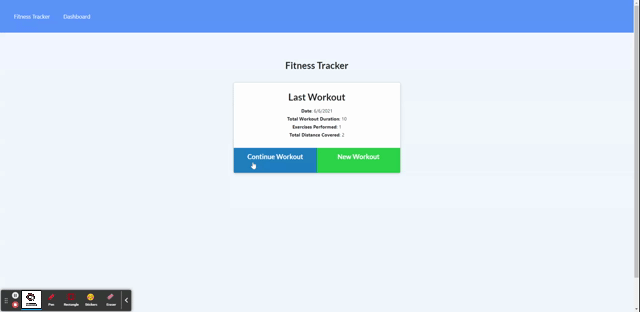 Fitness Tracker Dashboard
Fitness Tracker
Last Workout
Date: 6/6/2021
Total Workout Duration: 10
Exercises Performed: 1
Total Distance Covered: 2
Continue Workout New Workout
Pen Rectangle Stickers Eraser